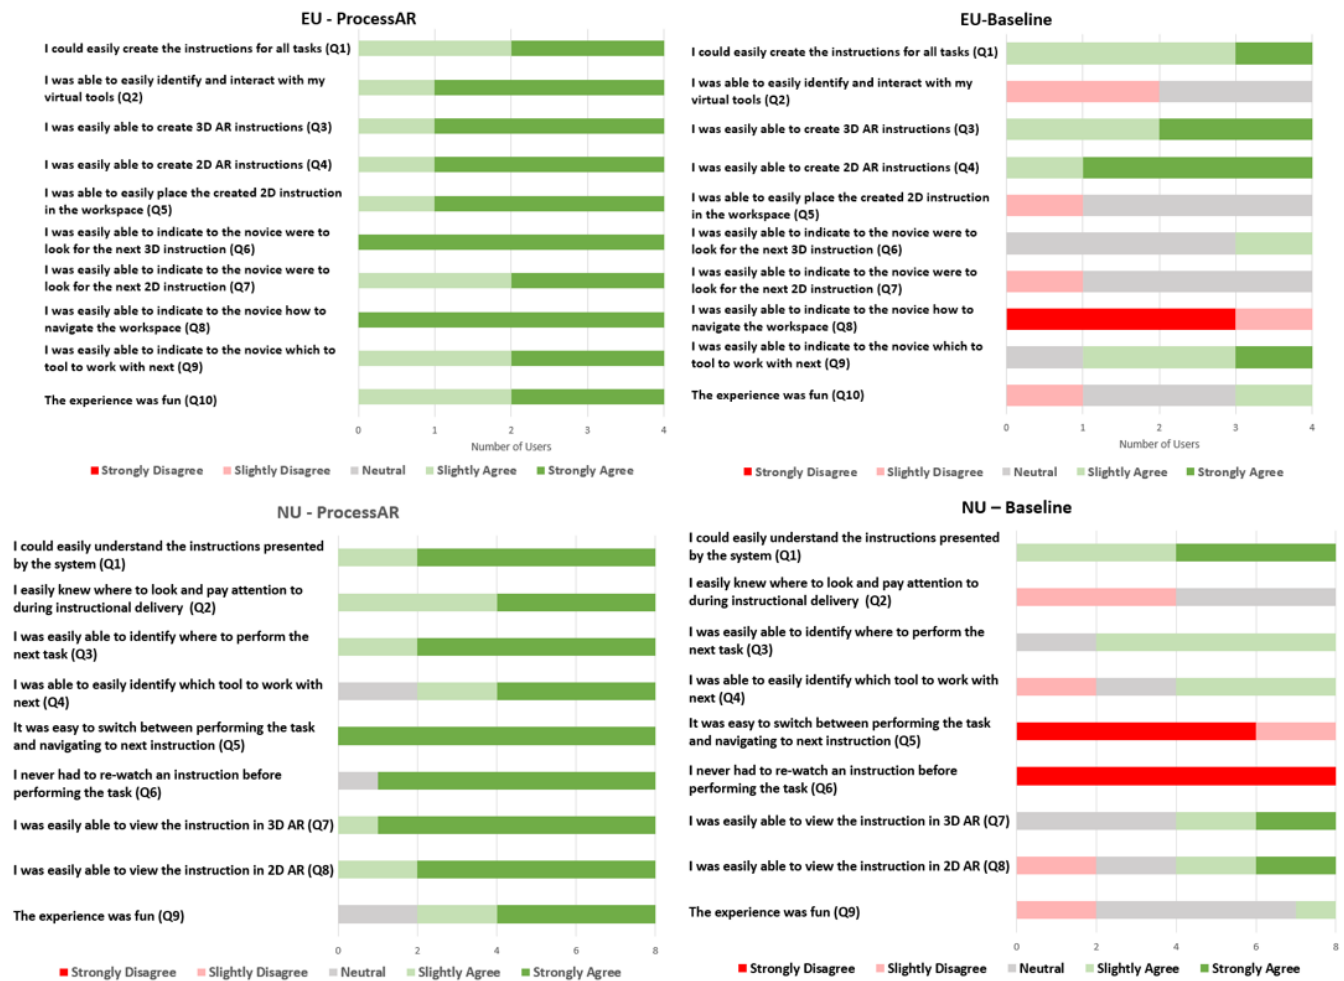 EU - ProcessAR
I could easily create the instructions for all tasks (Q1)
I was able to easily identify and interact with my
virtual tools (Q2)
I was easily able to create 3D AR instructions (Q3)
I was easily able to create 2D AR instructions (Q4)
I was able to easily place the created 2D instruction
in the workspace (Q5)
I was easily able to indicate to the novice were to
look for the next 3D instruction (Q6)
I was easily able to indicate to the novice were to
look for the next 2D instruction (Q7)
I was easily able to indicate to the novice how to
navigate the workspace (Q8)
I was easily able to indicate to the novice which to
tool to work with next (Q9)
The experience was fun (Q10)
0 1 2 3 4
Number of Users
Strongly Disagree Slightly Disagree Neutral Slightly Agree Strongly Agree
EU-Baseline
I could easily create the instructions for all tasks (Q1)
I was able to easily identify and interact with my
virtual tools (Q2)
I was easily able to create 3D AR instructions (Q3)
I was easily able to create 2D AR instructions (Q4)
I was able to easily place the created 2D instruction
in the workspace (Q5)
I was easily able to indicate to the novice were to
look for the next 3D instruction (Q6)
I was easily able to indicate to the novice were to
look for the next 2D instruction (Q7)
I was easily able to indicate to the novice how to
navigate the workspace (Q8)
I was easily able to indicate to the novice which to
tool to work with next (Q9)
The experience was fun (Q10)
0 1 2 3 4
Number of Users
Strongly Disagree Slightly Disagree Neutral Slightly Agree Strongly Agree
NU - ProcessAR
I could easily understand the instructions presented
by the system (Q1)
I easily knew where to look and pay attention to
during instructional delivery (Q2)
I was easily able to identify where to perform the
next task (Q3)
I was able to easily identify which tool to work with
next (Q4)
It was easy to switch between performing the task
and navigating to next instruction (Q5)
I never had to re-watch an instruction before
performing the task (Q6)
I was easily able to view the instruction in 3D AR (Q7)
I was easily able to view the instruction in 2D AR (Q8)
The experience was fun (Q9)
0 2 4 6 8
Strongly Disagree Slightly Disagree Neutral Slightly Agree Strongly Agree
NU – Baseline
I could easily understand the instructions presented
by the system (Q1)
I easily knew where to look and pay attention to
during instructional delivery (Q2)
I was easily able to identify where to perform the
next task (Q3)
I was able to easily identify which tool to work with
next (Q4)
It was easy to switch between performing the task
and navigating to next instruction (Q5)
I never had to re-watch an instruction before
performing the task (Q6)
I was easily able to view the instruction in 3D AR (Q7)
I was easily able to view the instruction in 2D AR (Q8)
The experience was fun (Q9)
0 2 4 6 8
Strongly Disagree Slightly Disagree Neutral Slightly Agree Strongly Agree